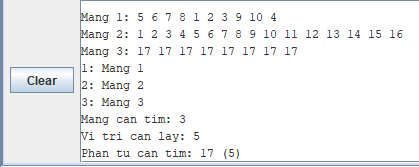 Mang 1: 5 6 7 8 1 2 3 9 10 4
Mang 2: 1 2 3 4 5 6 7 8 9 10 11 12 13 14 15 16
Mang 3: 17 17 17 17 17 17 17 17
1: Mang 1
2: Mang 2
3: Mang 3
Clear
Mang can tim: 3
Vi tri can lay: 5
Phan tu can tim: 17 (5)